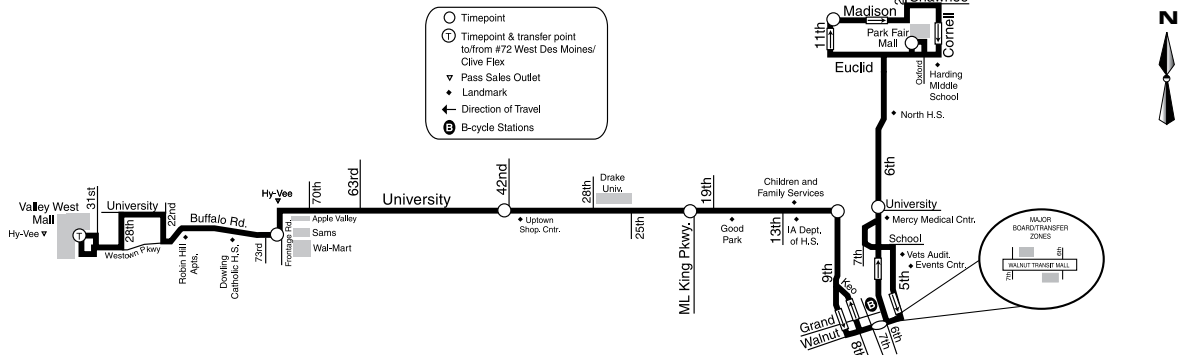 Timepoint
T
Timepoint & transfer point
to/from #72 West Des Moines/
Clive Flex
Pass Sales Outlet
Landmark
Direction of Travel
B
B-cycle Stations
Shawnee
Madison
11th
Park Fair
Mall
Cornell
Euclid
Oxford
Harding
MIddle
School
N
North H.S.
6th
Valley West
Mall
Hy-Vee
T
31st
University
28th
Westown Pkwy
22nd
Buffalo Rd.
Robin Hill
Apts.
Dowling
Catholic H.S.
73rd
Frontage Rd.
Hy-Vee
70th
Apple Valley
Sams
Wal-Mart
63rd
University
42nd
Uptown
Shop. Cntr.
28th
Drake
Univ.
25th
ML King Pkwy.
19th
Good
Park
Children and
Family Services
13th
IA Dept.
of H.S.
9th
Keo
Grand
Walnut
8th
7th
6th
B
University
Mercy Medical Cntr.
School
7th
5th
Vets Audit.
Events Cntr.
MAJOR
BOARD/TRANSFER
ZONES
7th
6th
WALNUT TRANSIT MALL